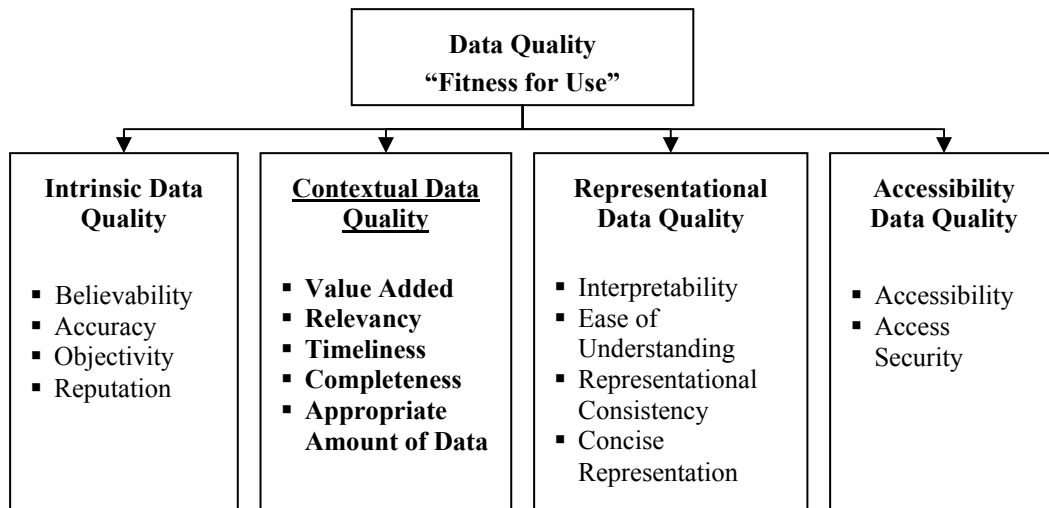 Data Quality
“Fitness for Use”
Intrinsic Data
Quality
▪ Believability
▪ Accuracy
▪ Objectivity
▪ Reputation
Contextual Data
Quality
▪ Value Added
▪ Relevancy
▪ Timeliness
▪ Completeness
▪ Appropriate
Amount of Data
Representational
Data Quality
▪ Interpretability
▪ Ease of
Understanding
▪ Representational
Consistency
▪ Concise
Representation
Accessibility
Data Quality
▪ Accessibility
▪ Access
Security